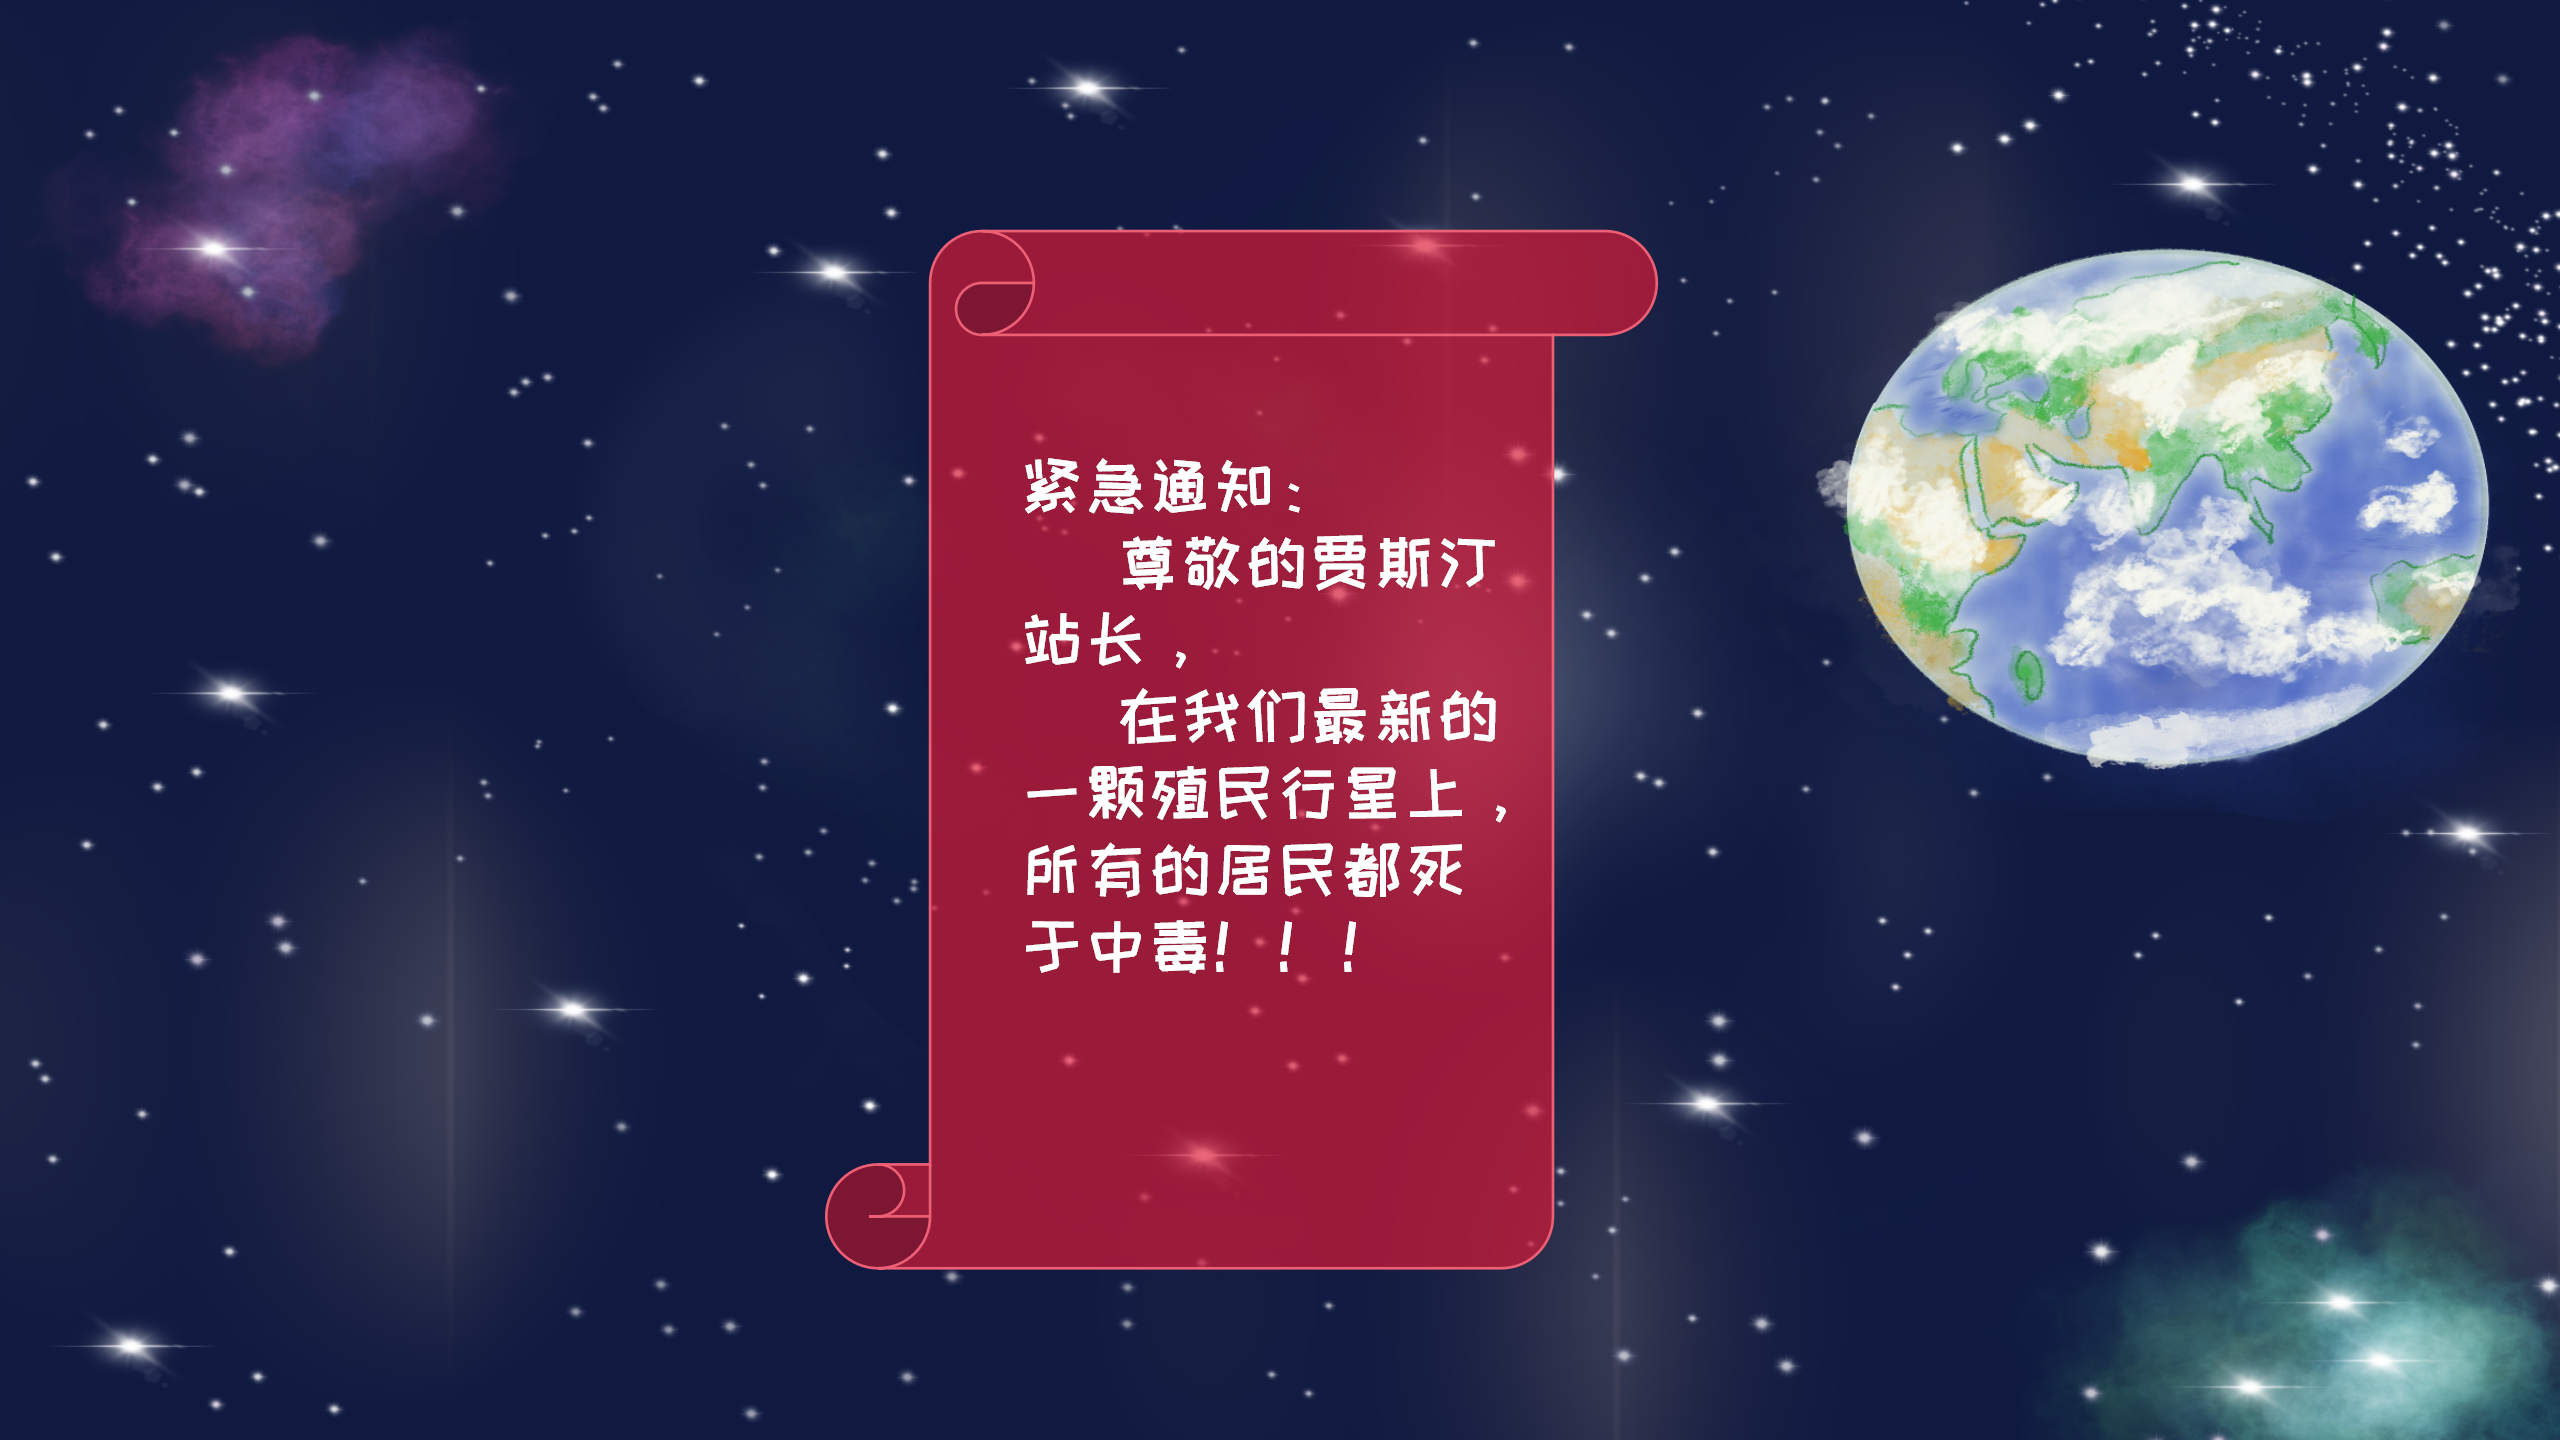 紧急通知：
尊敬的贾斯汀
站长，
在我们最新的
一颗殖民行星上，
所有的居民都死
于中毒！！！